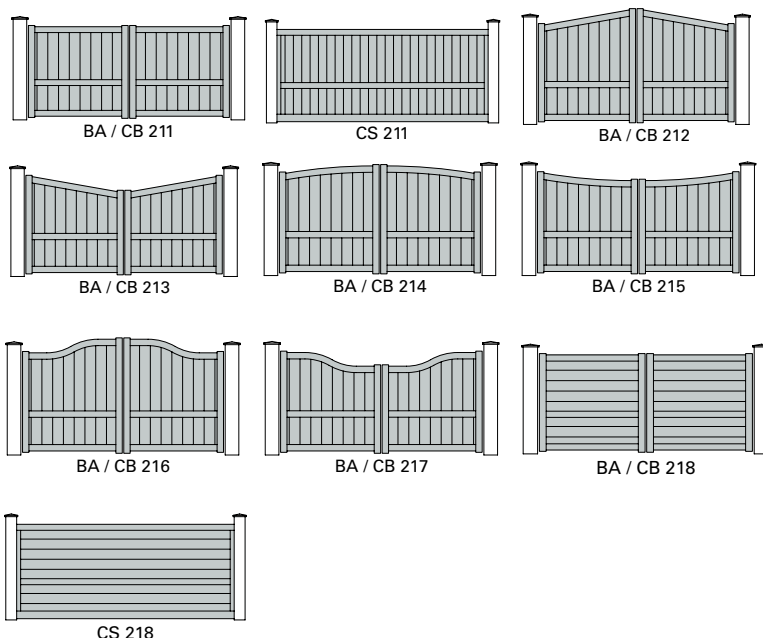 BA / CB 211
CS 211
BA / CB 212
BA / CB 213
BA / CB 214
BA / CB 215
BA / CB 216
BA / CB 217
BA / CB 218
CS 218